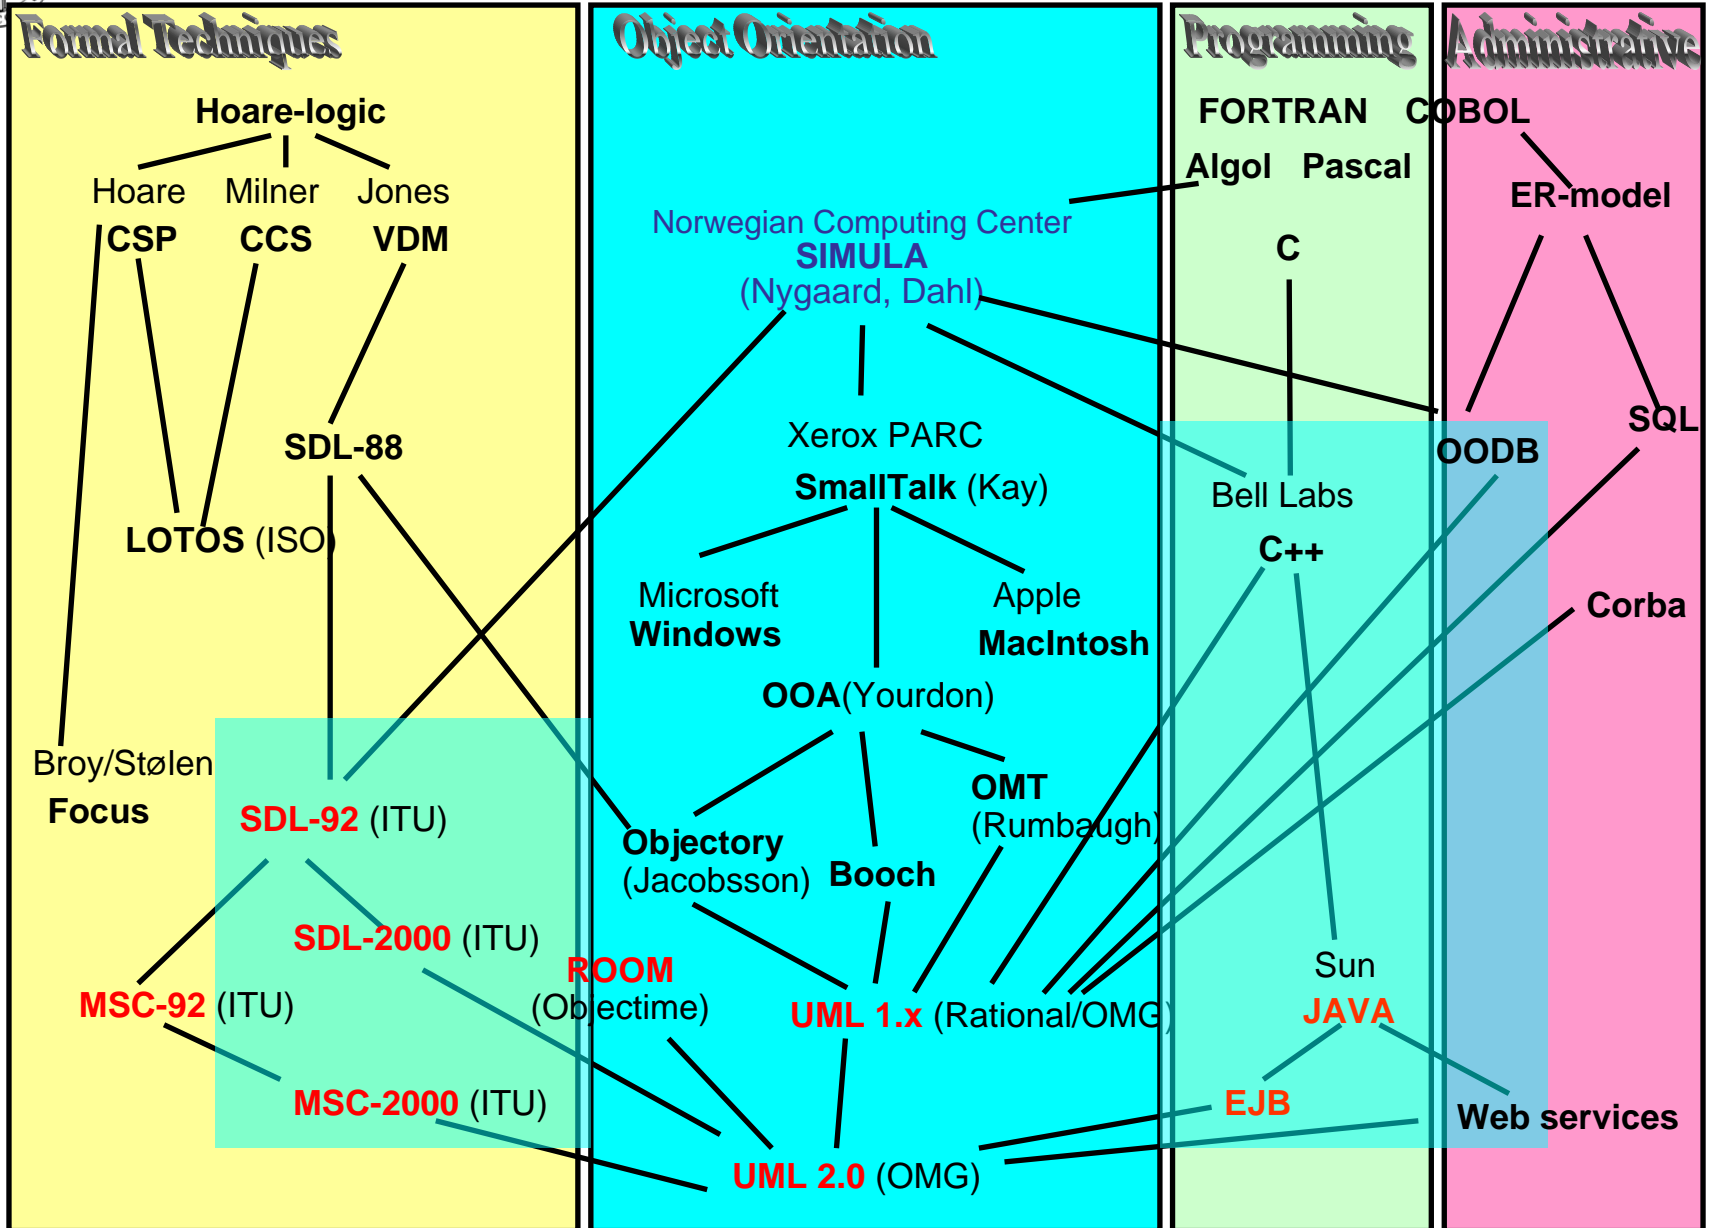 Formal Techniques
Hoare-logic
Hoare Milner Jones
CSP CCS VDM
SDL-88
LOTOS (ISO)
Broy/Stølen
Focus
SDL-92 (ITU)
SDL-2000 (ITU)
MSC-92 (ITU)
MSC-2000 (ITU)
Object Orientation
Norwegian Computing Center
SIMULA
(Nygaard, Dahl)
Xerox PARC
SmallTalk (Kay)
Microsoft
Windows
Apple
MacIntosh
OOA(Yourdon)
OMT
(Rumbaugh)
Objectory
(Jacobsson)
Booch
ROOM
(Objectime)
UML 1.x (Rational/OMG)
UML 2.0 (OMG)
Programming
FORTRAN
Algol Pascal
C
Bell Labs
C++
Sun
JAVA
EJB
Administrative
COBOL
ER-model
SQL
OODB
Corba
Web services